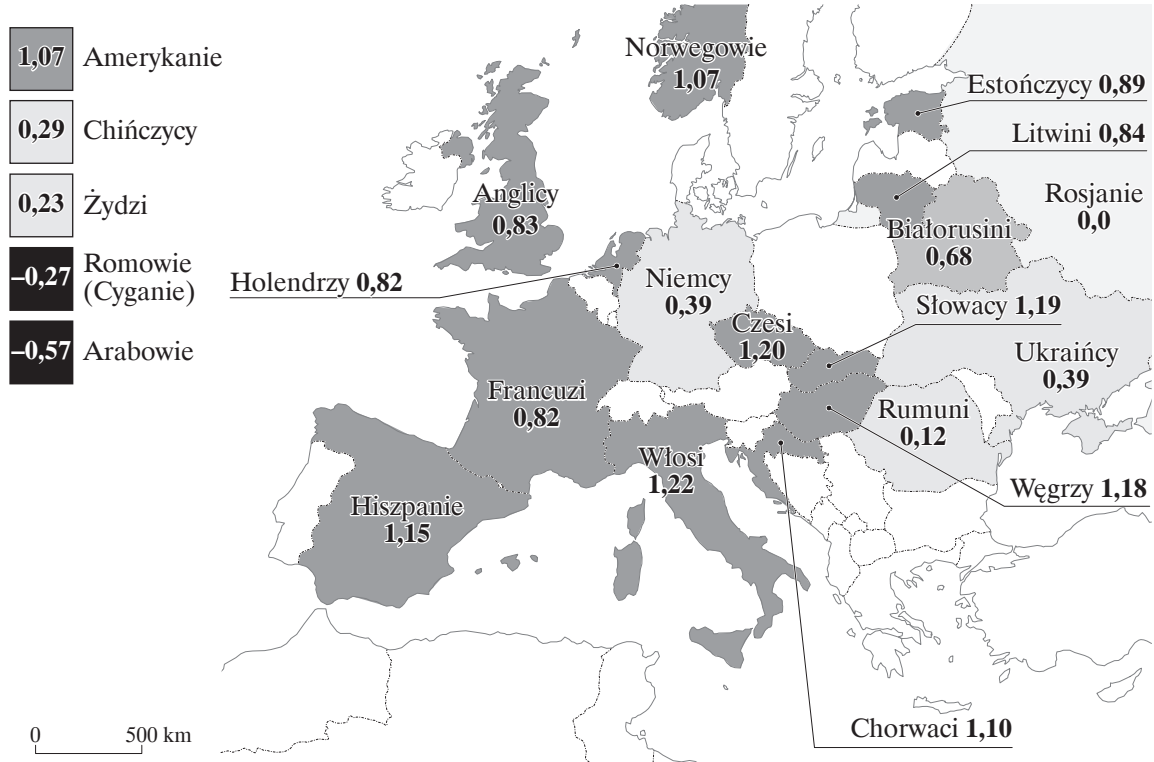 1,07 Amerykanie
0,29 Chińczycy
0,23 Żydzi
–0,27 Romowie
(Cyganie)
–0,57 Arabowie
Norwegowie
1,07
Estończycy 0,89
Litwini 0,84
Anglicy
0,83
Rosjanie
0,0
Białorusini
0,68
Holendrzy 0,82
Niemcy
0,39
Słowacy 1,19
Czesi
1,20
Ukraińcy
0,39
Francuzi
0,82
Rumuni
0,12
Włosi
1,22
Węgrzy 1,18
Hiszpanie
1,15
Chorwaci 1,10
0 500 km